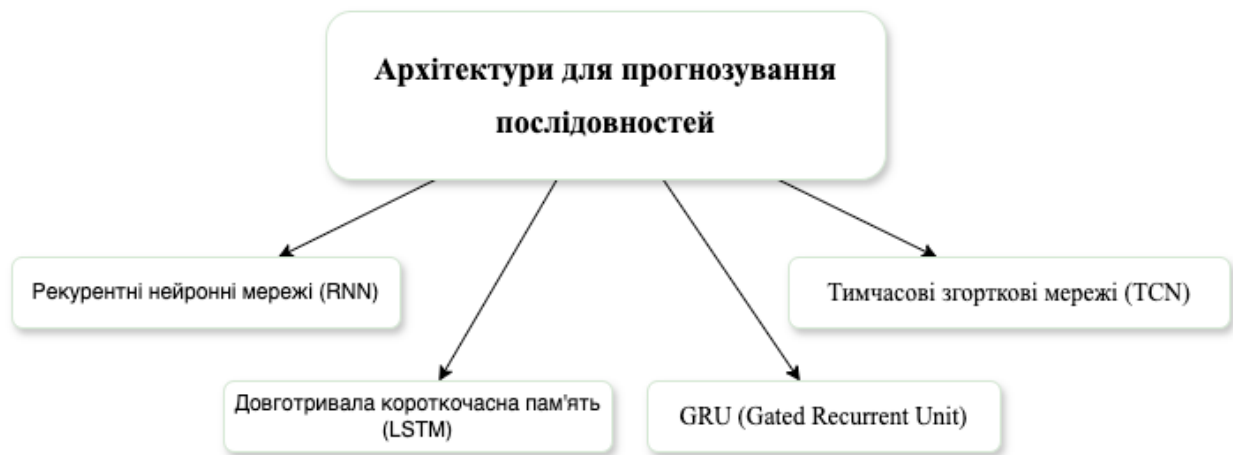 Архітектури для прогнозування
послідовностей
Рекурентні нейронні мережі (RNN)
Тимчасові згорткові мережі (TCN)
Довготривала короткочасна пам'ять
(LSTM)
GRU (Gated Recurrent Unit)